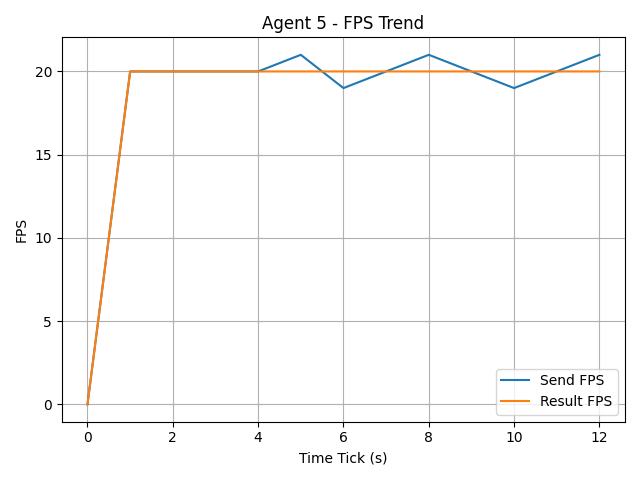 Agent 5 - FPS Trend
FPS
20
15
10
5
0
0 2 4 6 8 10 12
Time Tick (s)
Send FPS
Result FPS